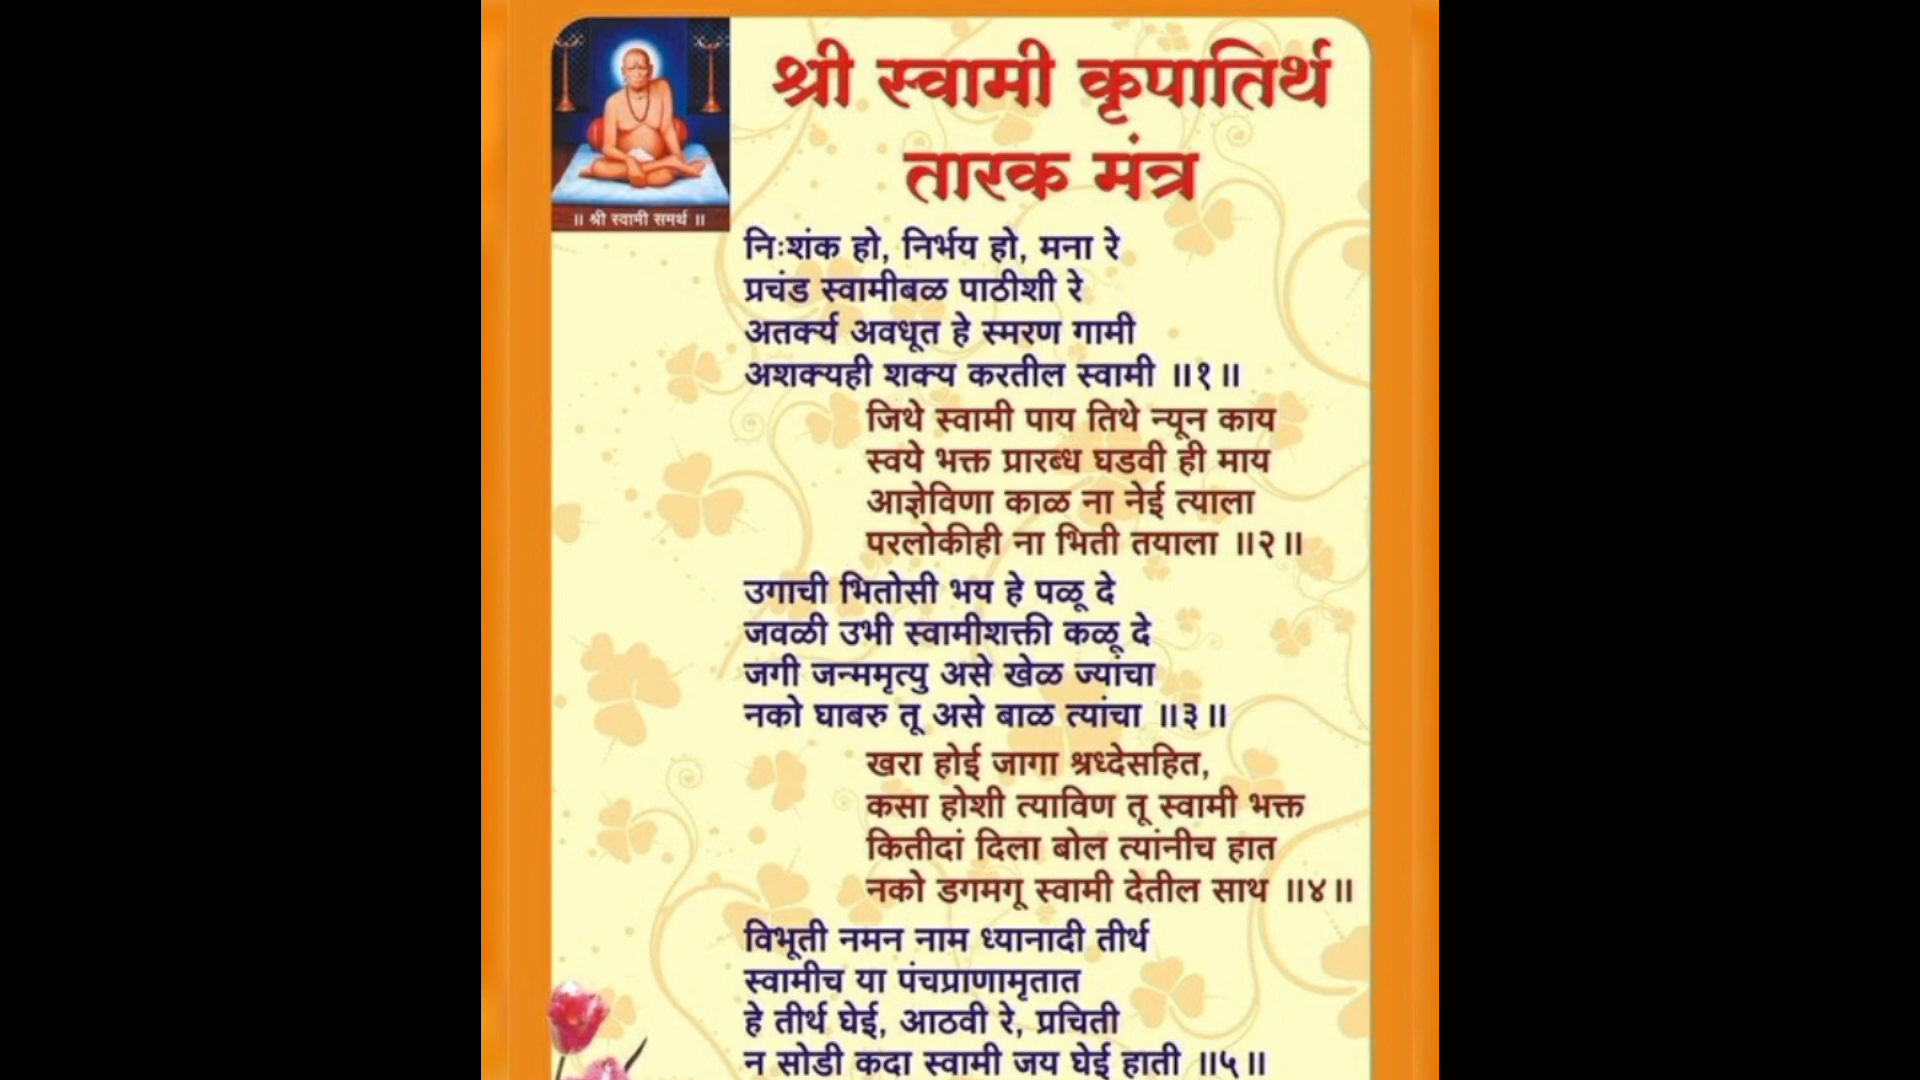 श्री स्वामी कृपातिर्थ
तारक मंत्र
॥ श्री स्वामी समर्थ ॥
निःशंक हो, निर्भय हो, मना रे
प्रचंड स्वामीबळ पाठीशी रे
अतर्क्य अवधूत हे स्मरण गामी
अशक्यही शक्य करतील स्वामी ॥१॥
जिथे स्वामी पाय तिथे न्यून काय
स्वये भक्त प्रारब्ध घडवी ही माय
आज्ञेविणा काळ ना नेई त्याला
परलोकीही ना भिती तयाला ॥२॥
उगाची भितोसी भय हे पळू दे
जवळी उभी स्वामीशक्ती कळू दे
जगी जन्ममृत्यु असे खेळ ज्यांचा
नको घाबरु तू असे बाळ त्यांचा ॥३॥
खरा होई जागा श्रध्देसहित,
कसा होशी त्याविण तू स्वामी भक्त
कितीदां दिला बोल त्यांनीच हात
नको डगमगू स्वामी देतील साथ ॥४॥
विभूती नमन नाम ध्यानादी तीर्थ
स्वामीच या पंचप्राणामृतात
हे तीर्थ घेई, आठवी रे, प्रचिती
न सोडी कदा स्वामी जय घेई हाती ॥५॥